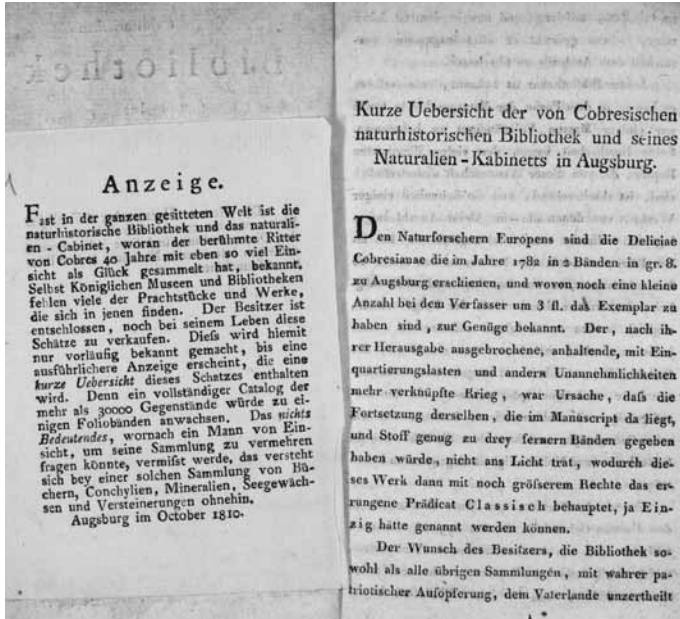 Anzeige.
Fast in der ganzen gesitteten Welt ist die
naturhistorische Bibliothek und das naturali-
en - Cabinet, woran der berühmte Ritter
von Cobres 40 Jahre mit eben so viel Ein-
sicht als Glück gesammelt hat, bekannt.
Selbst Königlichen Museen und Bibliotheken
fehlen viele der Prachtstücke und Werke,
die sich in jenen finden. Der Besitzer ist
entschlossen, noch bei seinem Leben diese
Schätze zu verkaufen. Diefs wird hiemit
nur vorläufig bekannt gemacht, bis eine
ausführlichere Anzeige erscheint, die eine
kurze Uebersicht dieses Schatzes enthalten
wird. Denn ein vollständiger Catalog der
mehr als 30000 Gegenstände würde zu ei-
nigen Foliobänden anwachsen. Das nichts
Bedeutendes, wornach ein Mann von Ein-
sicht, um seine Sammlung zu vermehren
fragen könnte, vermifst werde, das versteht
sich bey einer solchen Sammlung von Bü-
chern, Conchylien, Mineralien, Seegewäch-
sen und Versteinerungen ohnehin.
Augsburg im October 1810.
Kurze Uebersicht der von Cobresischen
naturhistorischen Bibliothek und seines
Naturalien - Kabinetts in Augsburg.
Den Naturforschern Europens sind die Deliciae
Cobresianae die im Jahre 1782 in 2 Bänden in gr. 8.
zu Augsburg erschienen, und wovon noch eine kleine
Anzahl bei dem Verfasser um 3 fl. das Exemplar zu
haben sind, zur Genüge bekannt. Der, nach ih-
rer Herausgabe ausgebrochene, anhaltende, mit Ein-
quartierungslasten und andern Unannehmlichkeiten
mehr verknüpfte Krieg, war Ursache, dafs die
Fortsetzung derselben, die im Manuscript da liegt,
und Stoff genug zu drey fernern Bänden gegeben
haben würde, nicht ans Licht trat, wodurch die-
ses Werk dann mit noch gröfserem Rechte das er-
rungene Prädicat Classisch behauptet, ja Ein-
zig hätte genannt werden können.
Der Wunsch des Besitzers, die Bibliothek so-
wohl als alle übrigen Sammlungen, mit wahrer pa-
triotischer Aufopferung, dem Vaterlande unzertheilt